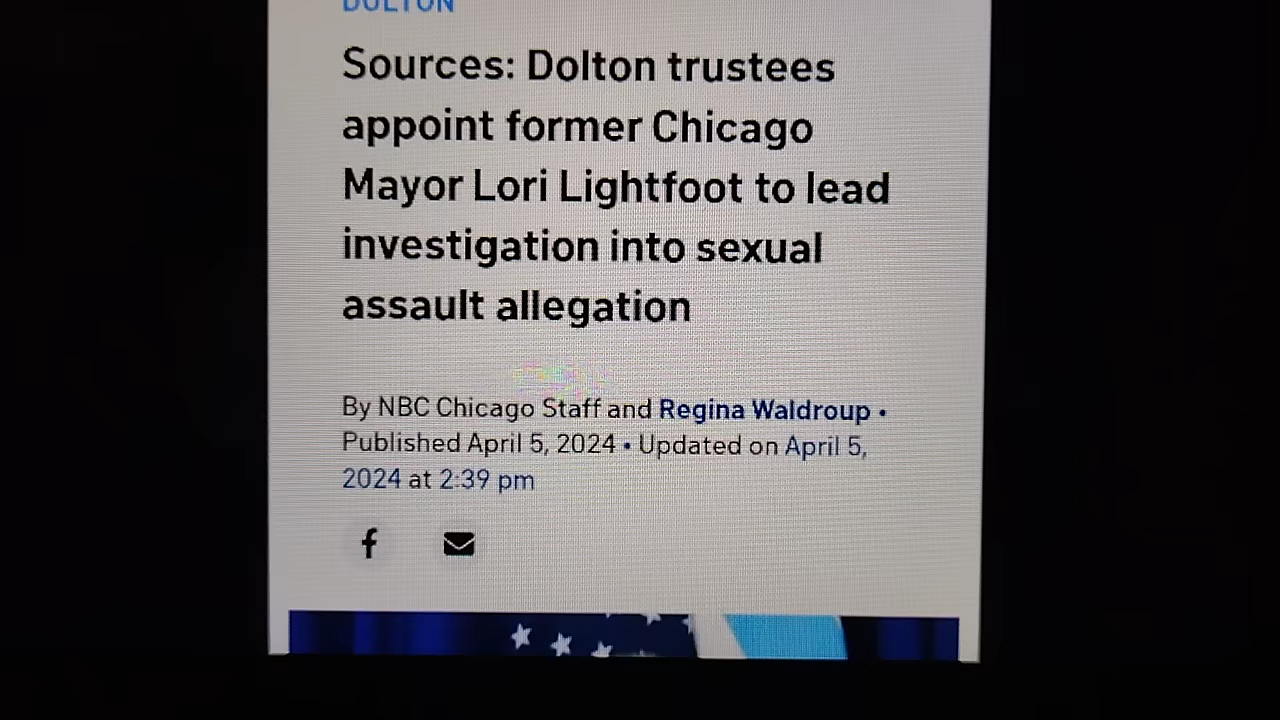 DOLTON
Sources: Dolton trustees
appoint former Chicago
Mayor Lori Lightfoot to lead
investigation into sexual
assault allegation
By NBC Chicago Staff and Regina Waldroup •
Published April 5, 2024 • Updated on April 5,
2024 at 2:39 pm